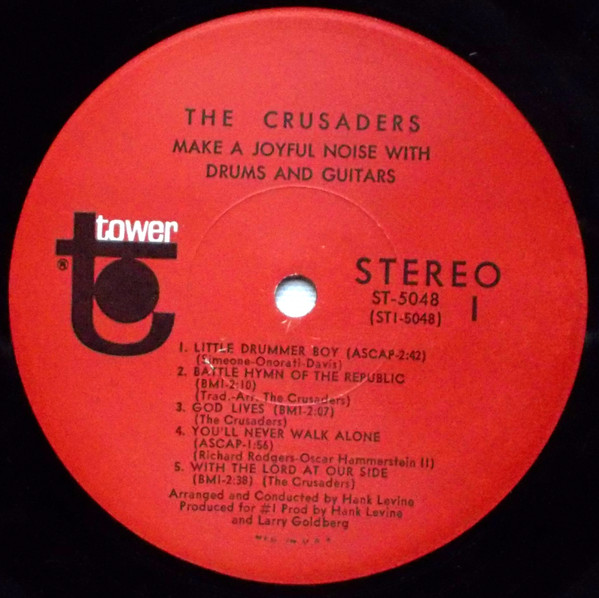 THE CRUSADERS
MAKE A JOYFUL NOISE WITH
DRUMS AND GUITARS
tower
®
STEREO
ST-5048
(ST1-5048)
1
1. LITTLE DRUMMER BOY (ASCAP-2:42)
(Simeone-Onorati-Davis)
2. BATTLE HYMN OF THE REPUBLIC
(BMI-2:10)
(Trad.-Arr. The Crusaders)
3. GOD LIVES (BMI-2:07)
(The Crusaders)
4. YOU'LL NEVER WALK ALONE
(ASCAP-1:56)
(Richard Rodgers-Oscar Hammerstein II)
5. WITH THE LORD AT OUR SIDE
(BMI-2:38) (The Crusaders)
Arranged and Conducted by Hank Levine
Produced for #1 Prod by Hank Levine
and Larry Goldberg